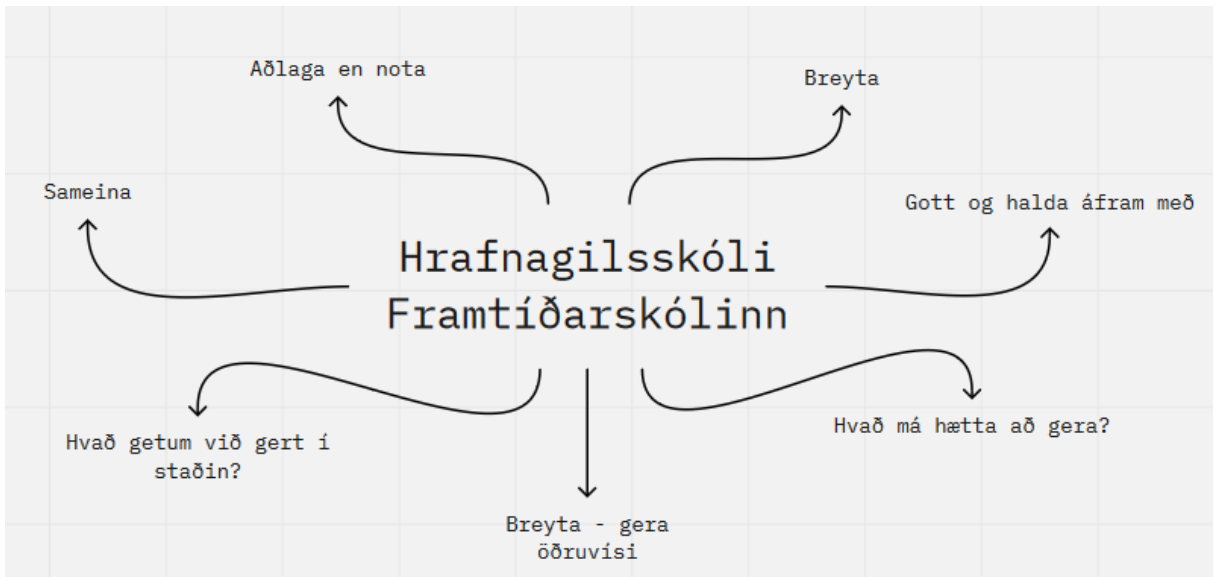 Aðlaga en nota
Breyta
Sameina
Gott og halda áfram með
Hrafnagilsskóli
Framtíðarskólinn
Hvað má hætta að gera?
Hvað getum við gert í
staðin?
Breyta - gera
öðruvísi